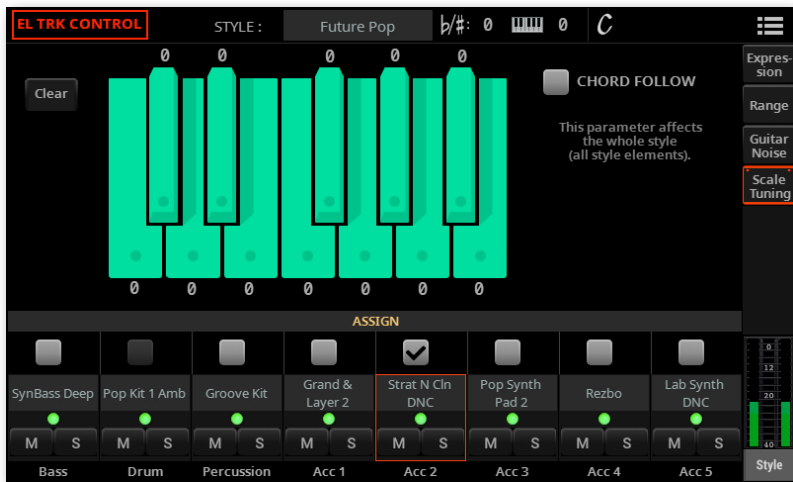 EL TRK CONTROL
STYLE :
Future Pop
♭/#: 0
0
C
Expres-
sion
Range
Guitar
Noise
Scale
Tuning
Clear
0 0 0 0 0
CHORD FOLLOW
This parameter affects
the whole style
(all style elements).
0 0 0 0 0 0 0
ASSIGN
SynBass Deep
Pop Kit 1 Amb
Groove Kit
Grand &
Layer 2
Strat N Cln
DNC
Pop Synth
Pad 2
Rezbo
Lab Synth
DNC
M S M S M S M S M S M S M S M S
Bass Drum Percussion Acc 1 Acc 2 Acc 3 Acc 4 Acc 5
0
12
20
40
Style